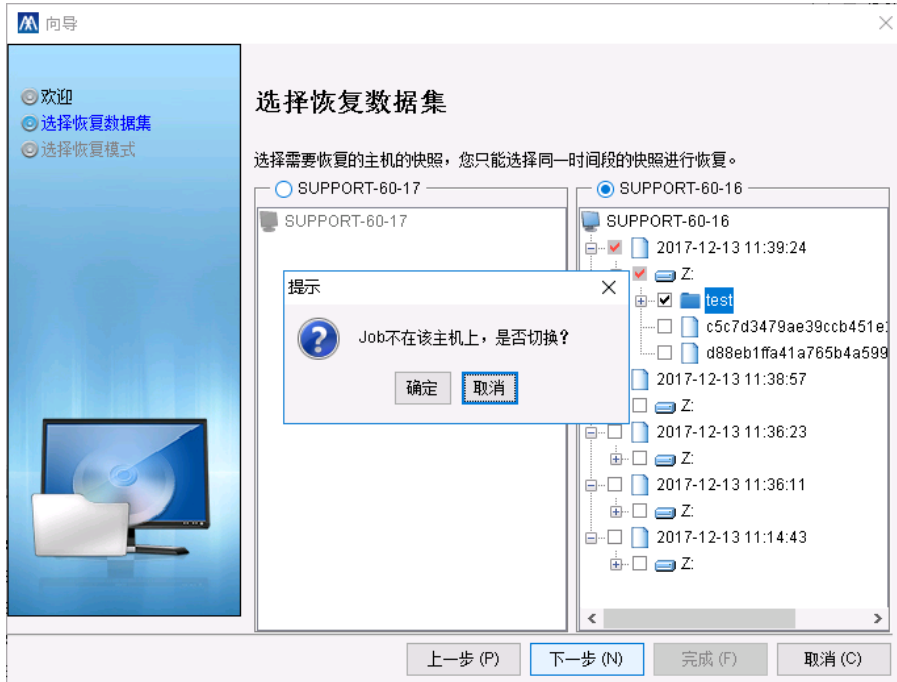 向导
欢迎
选择恢复数据集
选择恢复模式
选择恢复数据集
选择需要恢复的主机的快照，您只能选择同一时间段的快照进行恢复。
SUPPORT-60-17
SUPPORT-60-17
SUPPORT-60-16
SUPPORT-60-16
2017-12-13 11:39:24
Z:
test
c5c7d3479ae39ccb451e
d88eb1ffa41a765b4a599
2017-12-13 11:38:57
Z:
2017-12-13 11:36:23
Z:
2017-12-13 11:36:11
Z:
2017-12-13 11:14:43
Z:
提示
Job不在该主机上，是否切换?
确定
取消
上一步 (P)
下一步 (N)
完成 (F)
取消 (C)